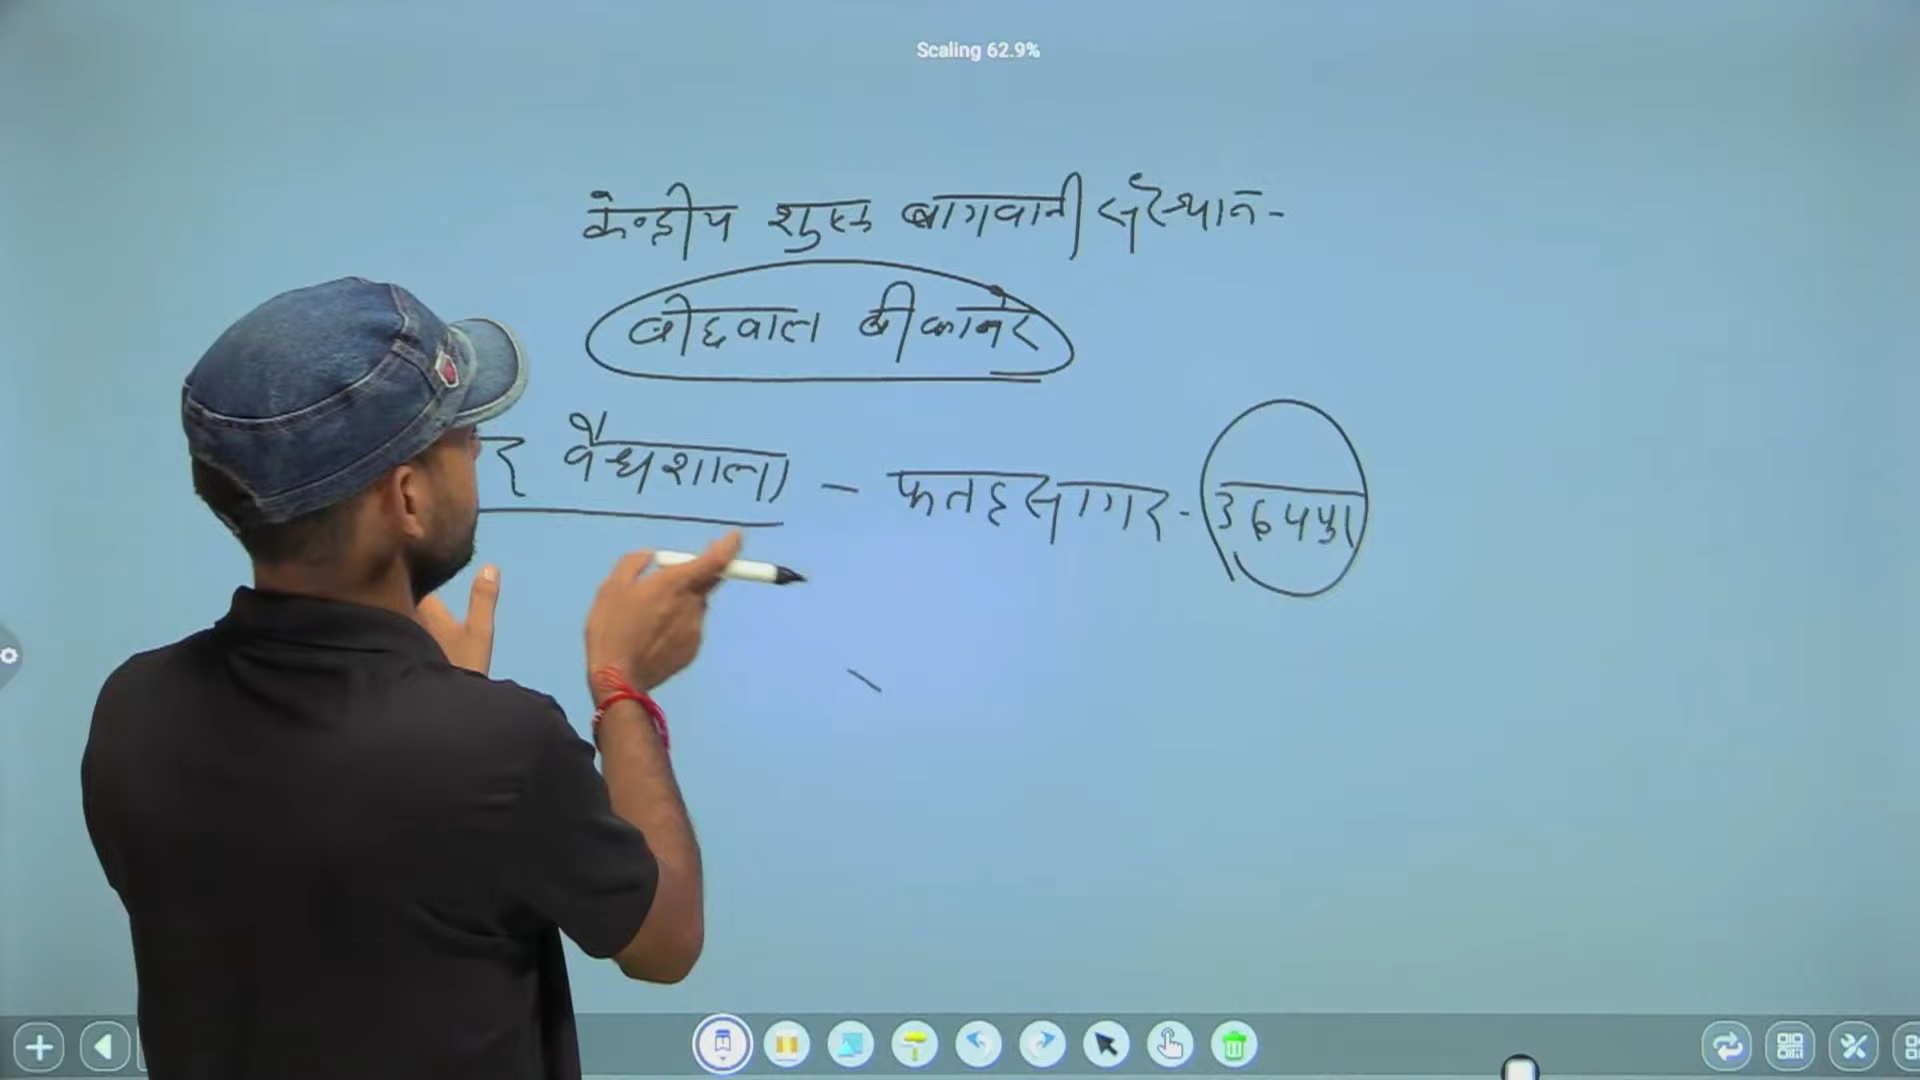 Scaling 62.9%
केन्द्रीय शुष्क बागवानी संस्थान -
बीछवाल बीकानेर
र वैधशाला - फतहसागर - उदयपुर